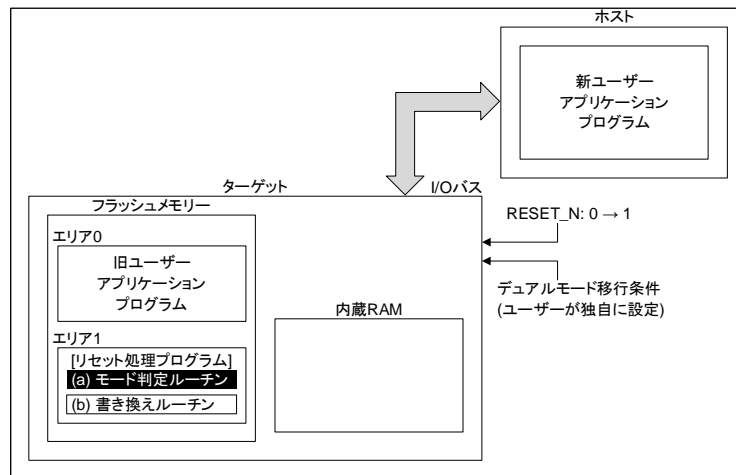 ホスト
新ユーザー
アプリケーション
プログラム
ターゲット
I/Oバス
フラッシュメモリー
RESET_N: 0 → 1
エリア0
旧ユーザー
アプリケーション
プログラム
デュアルモード移行条件
(ユーザーが独自に設定)
内蔵RAM
エリア1
[リセット処理プログラム]
(a) モード判定ルーチン
(b) 書き換えルーチン